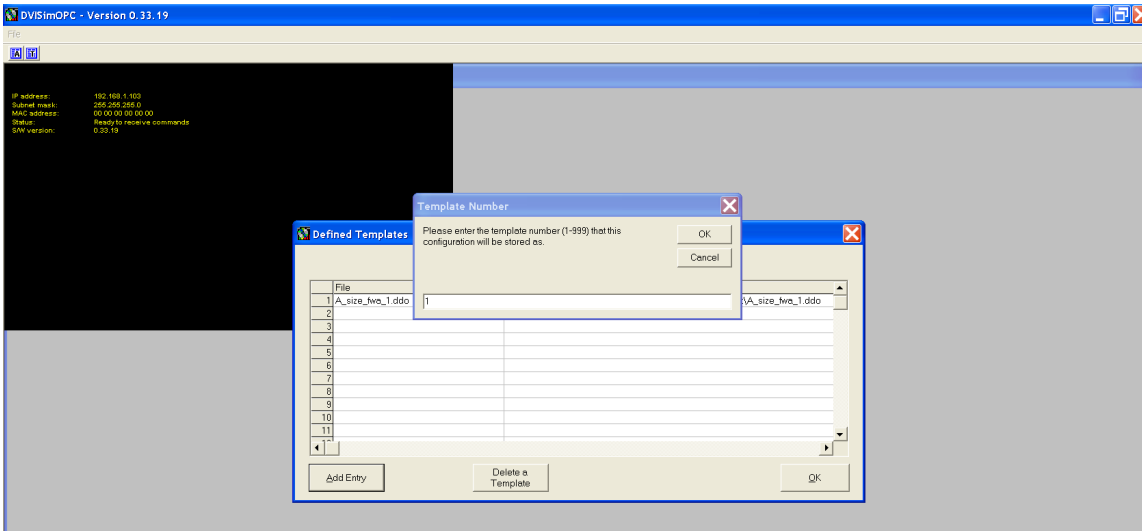 DVISimOPC - Version 0.33.19
File
IP address: 192.168.1.103
Subnet mask: 255.255.255.0
MAC address: 00 00 00 00 00 00
Status: Ready to receive commands
S/W version: 0.33.19
Template Number
Please enter the template number (1-999) that this
configuration will be stored as.
OK
Cancel
1
Defined Templates
File
1 A_size_fwa_1.ddo \A_size_fwa_1.ddo
2
3
4
5
6
7
8
9
10
11
Add Entry
Delete a
Template
OK